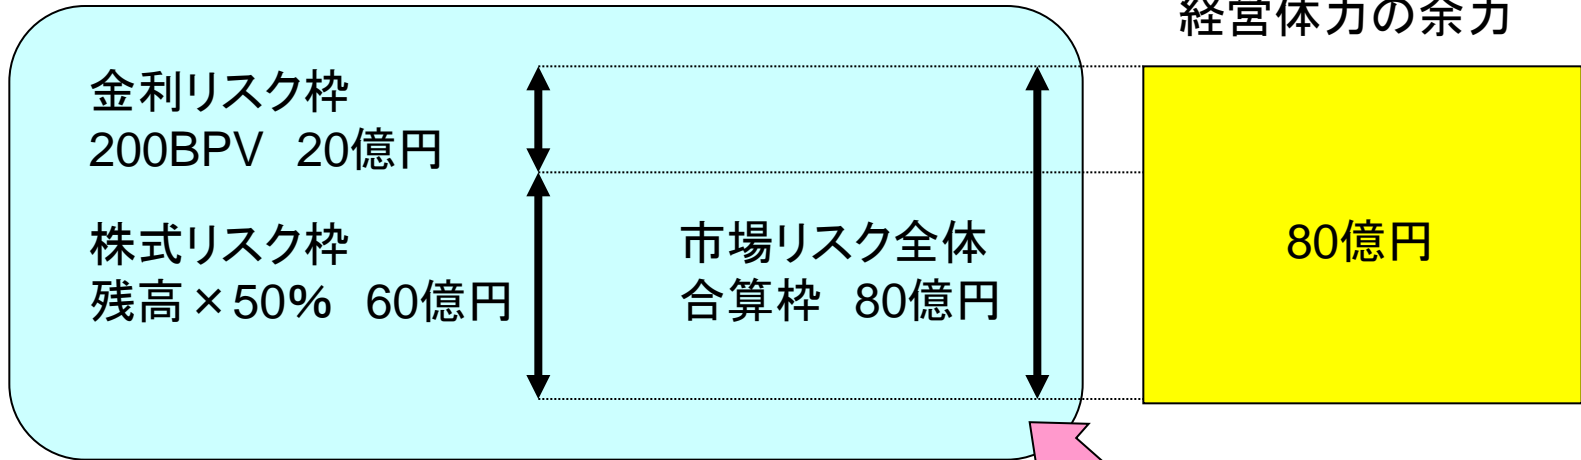 経営体力の余力
金利リスク枠
200BPV 20億円
株式リスク枠
残高×50% 60億円
市場リスク全体
合算枠 80億円
80億円